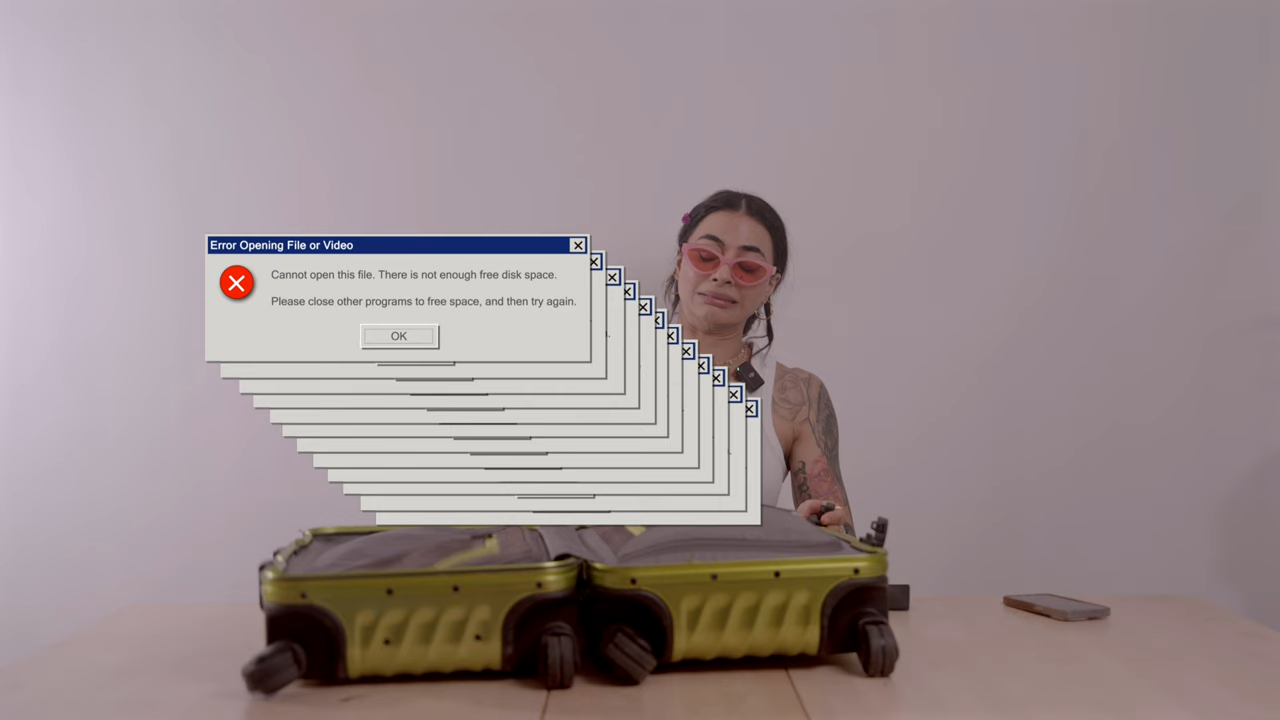 Error Opening File or Video
Cannot open this file. There is not enough free disk space.
Please close other programs to free space, and then try again.
OK